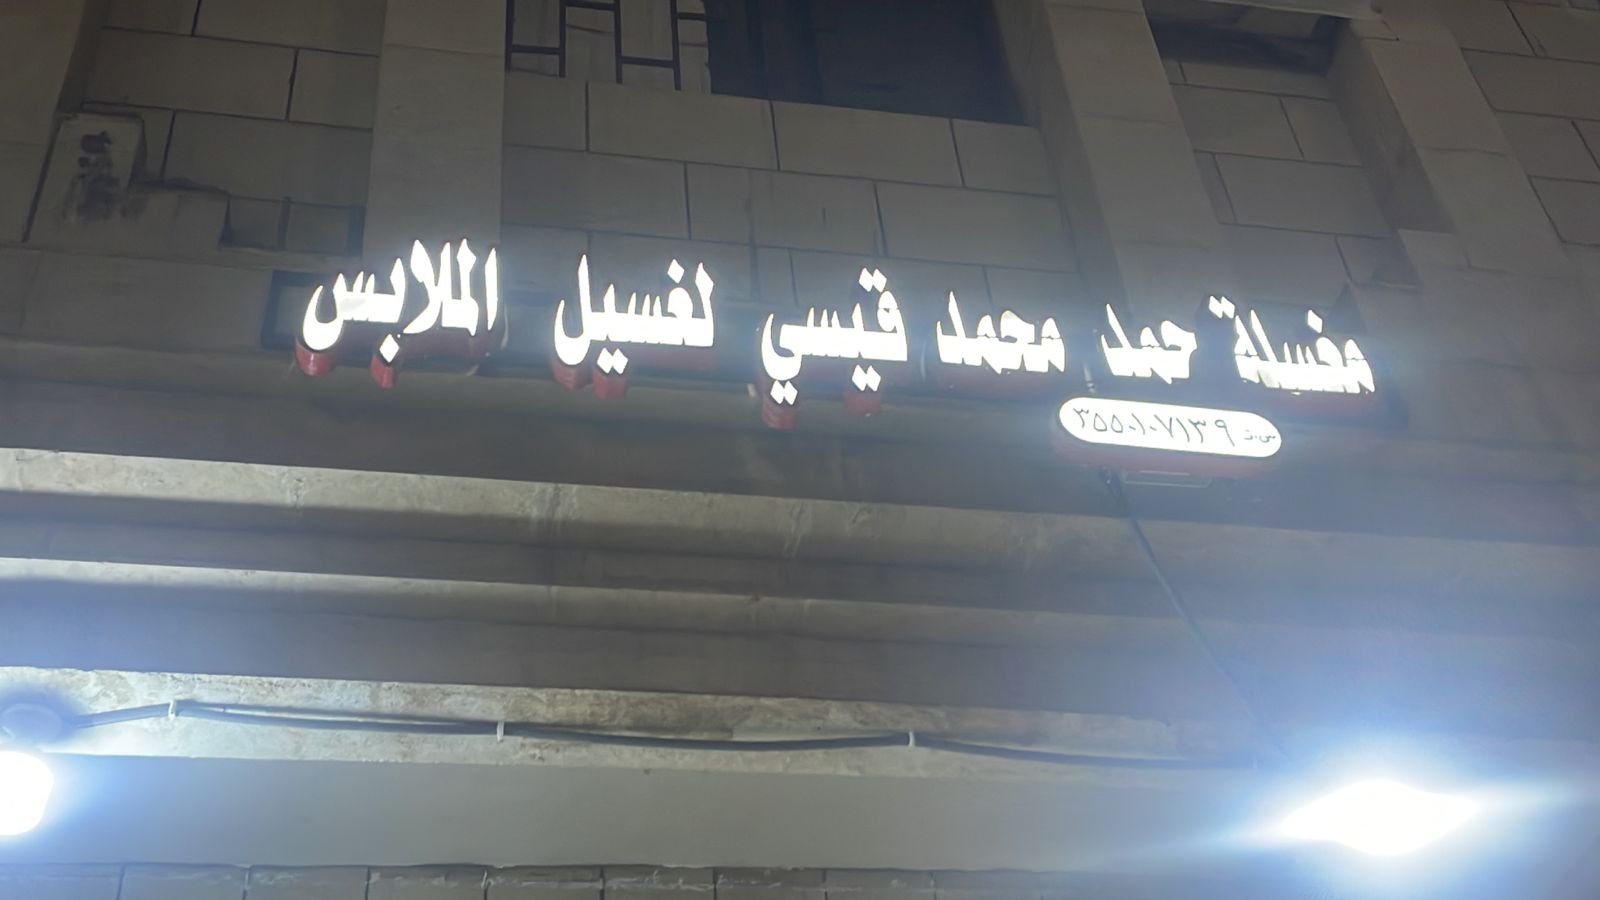 مغسلة حمد محمد قيسي لغسيل الملابس
س.ت ٣٥٥٠١٠٧١٣٩